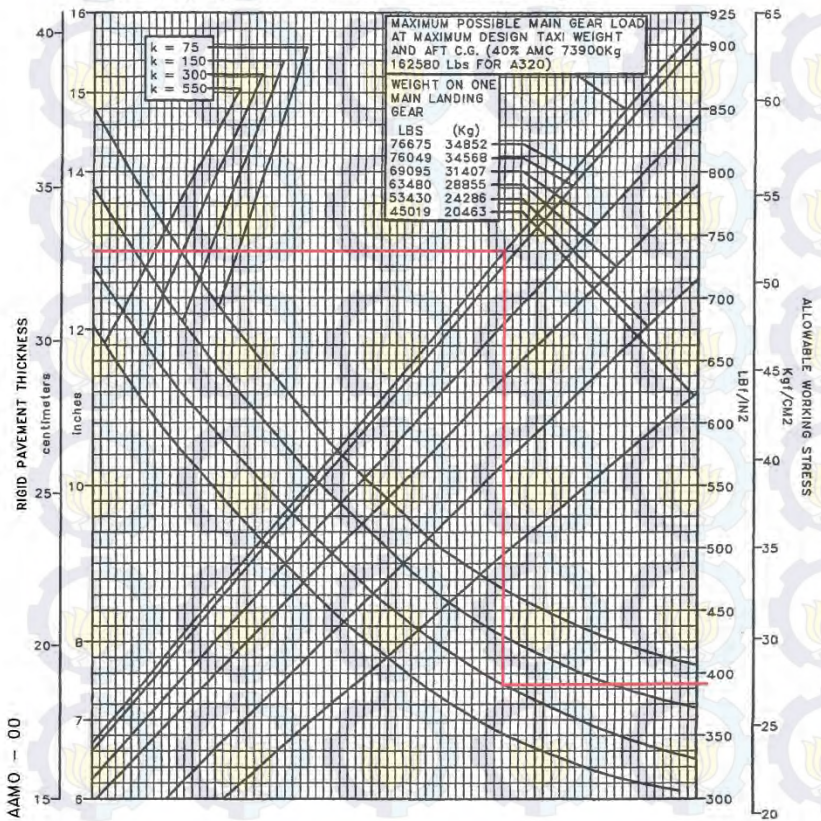 MAXIMUM POSSIBLE MAIN GEAR LOAD
AT MAXIMUM DESIGN TAXI WEIGHT
AND AFT C.G. (40% AMC 73900Kg
162580 Lbs FOR A320)
WEIGHT ON ONE
MAIN LANDING
GEAR
LBS (Kg)
76675 34852
76049 34568
69095 31407
63480 28855
53430 24286
45019 20463
k = 75
k = 150
k = 300
k = 550
RIGID PAVEMENT THICKNESS
centimeters
40
35
30
25
20
15
inches
16
15
14
12
10
8
7
6
925
900
850
800
750
700
650
600
550
500
450
400
350
300
LBf/IN2
65
60
55
50
45
40
35
30
25
20
Kgf/CM2
ALLOWABLE WORKING STRESS
AAMO - 00